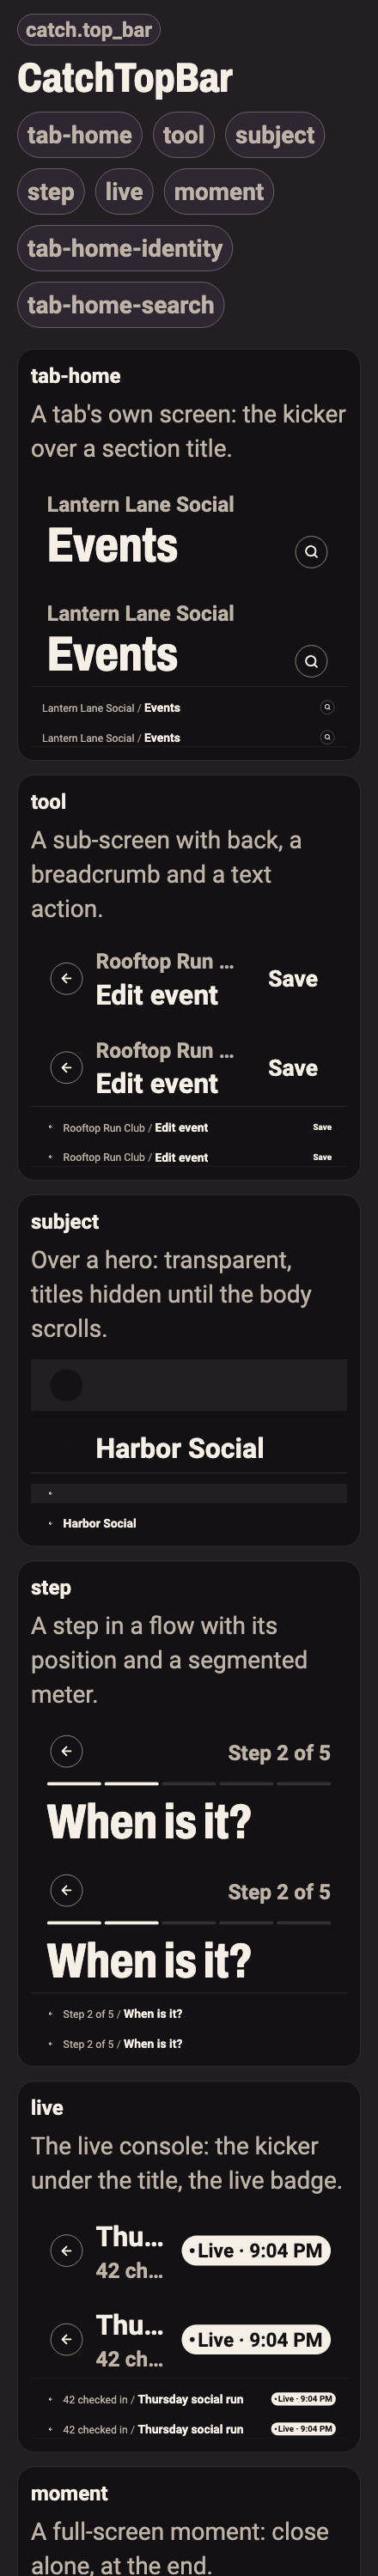 catch.top_bar
CatchTopBar
tab-home tool subject
step live moment
tab-home-identity
tab-home-search
tab-home
A tab's own screen: the kicker
over a section title.
Lantern Lane Social
Events
Lantern Lane Social
Events
Lantern Lane Social / Events
Lantern Lane Social / Events
tool
A sub-screen with back, a
breadcrumb and a text
action.
Rooftop Run ...
Edit event
Save
Rooftop Run ...
Edit event
Save
Rooftop Run Club / Edit event Save
Rooftop Run Club / Edit event Save
subject
Over a hero: transparent,
titles hidden until the body
scrolls.
Harbor Social
Harbor Social
step
A step in a flow with its
position and a segmented
meter.
Step 2 of 5
When is it?
Step 2 of 5
When is it?
Step 2 of 5 / When is it?
Step 2 of 5 / When is it?
live
The live console: the kicker
under the title, the live badge.
Thu...
42 ch...
Live · 9:04 PM
Thu...
42 ch...
Live · 9:04 PM
42 checked in / Thursday social run Live · 9:04 PM
42 checked in / Thursday social run Live · 9:04 PM
moment
A full-screen moment: close
alone, at the end.